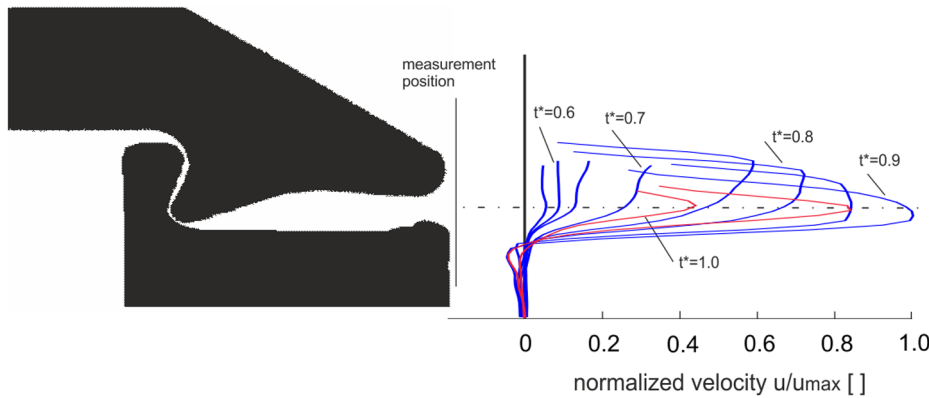 measurement
position
t*=0.6
t*=0.7
t*=0.8
t*=0.9
t*=1.0
0 0.2 0.4 0.6 0.8 1.0
normalized velocity u/umax [ ]